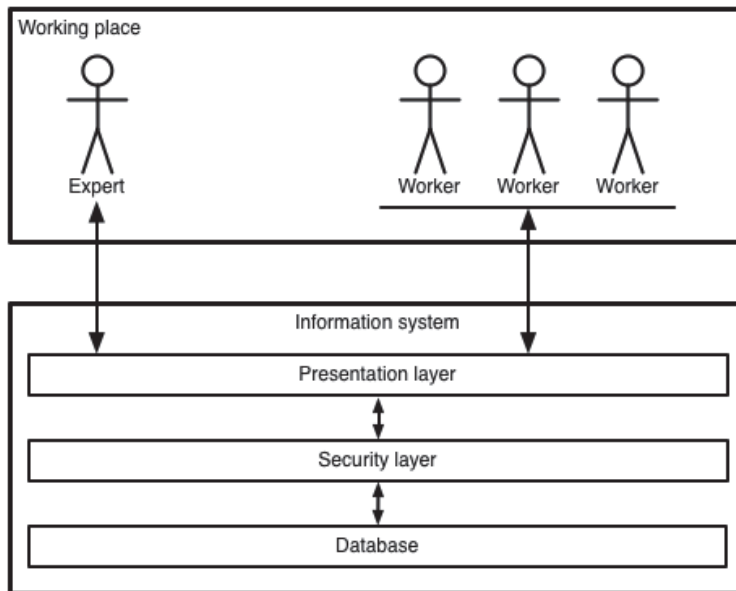 Working place
Expert
Worker Worker Worker
Information system
Presentation layer
Security layer
Database